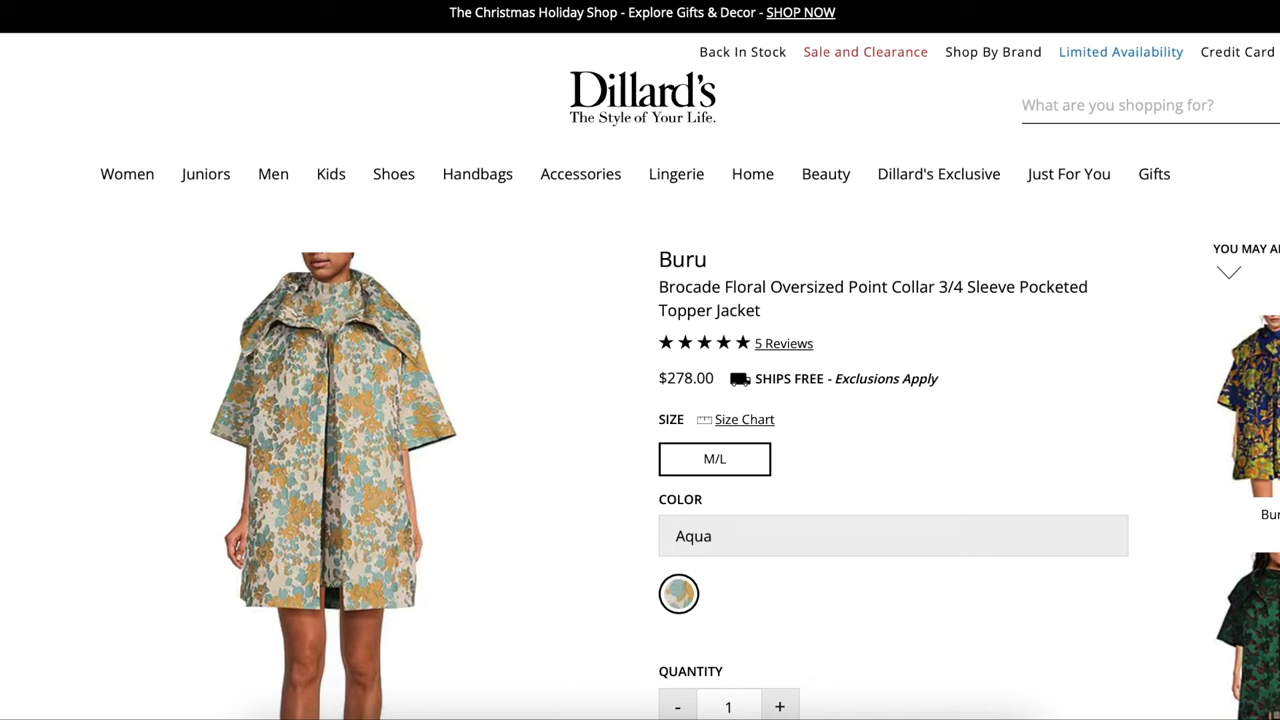 The Christmas Holiday Shop - Explore Gifts & Decor - SHOP NOW
Back In Stock Sale and Clearance Shop By Brand Limited Availability Credit Card
Dillard's
The Style of Your Life.
What are you shopping for?
Women Juniors Men Kids Shoes Handbags Accessories Lingerie Home Beauty Dillard's Exclusive Just For You Gifts
Buru
Brocade Floral Oversized Point Collar 3/4 Sleeve Pocketed
Topper Jacket
5 Reviews
$278.00 SHIPS FREE - Exclusions Apply
SIZE Size Chart
M/L
COLOR
Aqua
QUANTITY
- 1 +
YOU MAY